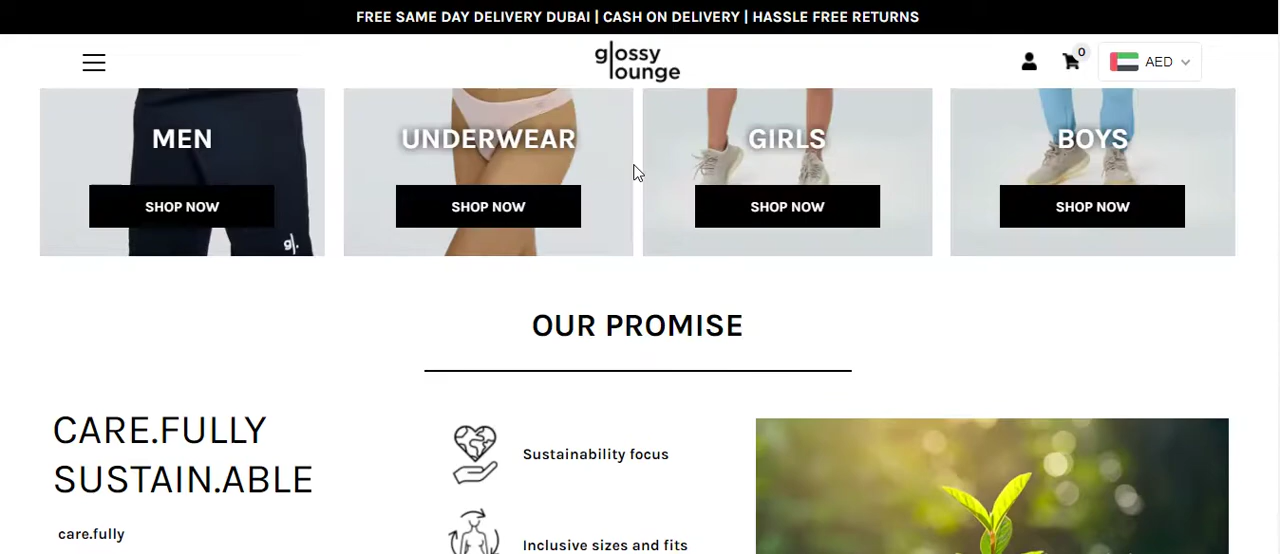 FREE SAME DAY DELIVERY DUBAI | CASH ON DELIVERY | HASSLE FREE RETURNS
glossy
lounge
0
AED
MEN
UNDERWEAR
GIRLS
BOYS
SHOP NOW
SHOP NOW
SHOP NOW
SHOP NOW
g|.
OUR PROMISE
CARE.FULLY
SUSTAIN.ABLE
care.fully
Sustainability focus
Inclusive sizes and fits